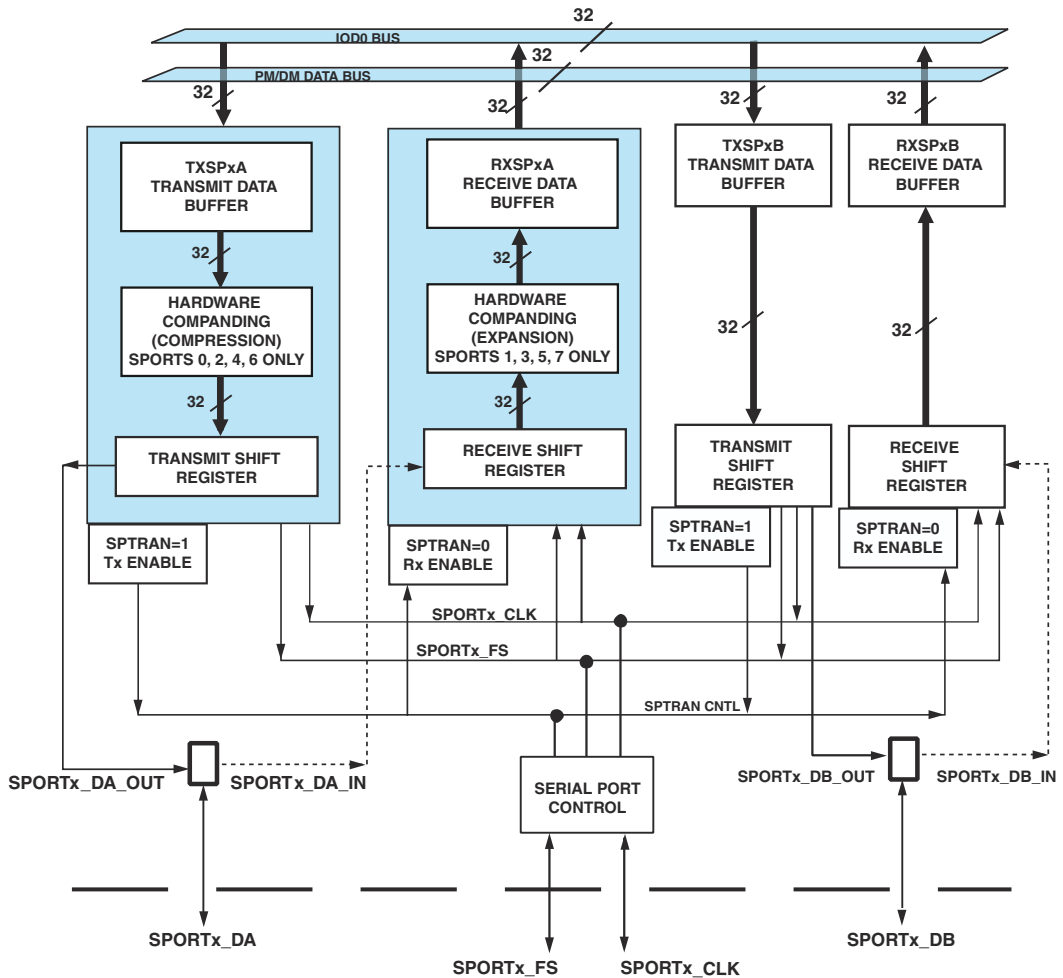 32
IOD0 BUS
32
PM/DM DATA BUS
32
32
32
32
TXSPxA
TRANSMIT DATA
BUFFER
RXSPxA
RECEIVE DATA
BUFFER
TXSPxB
TRANSMIT DATA
BUFFER
RXSPxB
RECEIVE DATA
BUFFER
32
32
HARDWARE
COMPANDING
(COMPRESSION)
SPORTS 0, 2, 4, 6 ONLY
HARDWARE
COMPANDING
(EXPANSION)
SPORTS 1, 3, 5, 7 ONLY
32
32
32
32
TRANSMIT SHIFT
REGISTER
RECEIVE SHIFT
REGISTER
TRANSMIT
SHIFT
REGISTER
RECEIVE
SHIFT
REGISTER
SPTRAN=1
Tx ENABLE
SPTRAN=0
Rx ENABLE
SPTRAN=1
Tx ENABLE
SPTRAN=0
Rx ENABLE
SPORTx_CLK
SPORTx_FS
SPTRAN CNTL
SPORTx_DA_OUT
SPORTx_DA_IN
SERIAL PORT
CONTROL
SPORTx_DB_OUT
SPORTx_DB_IN
SPORTx_DA
SPORTx_FS
SPORTx_CLK
SPORTx_DB